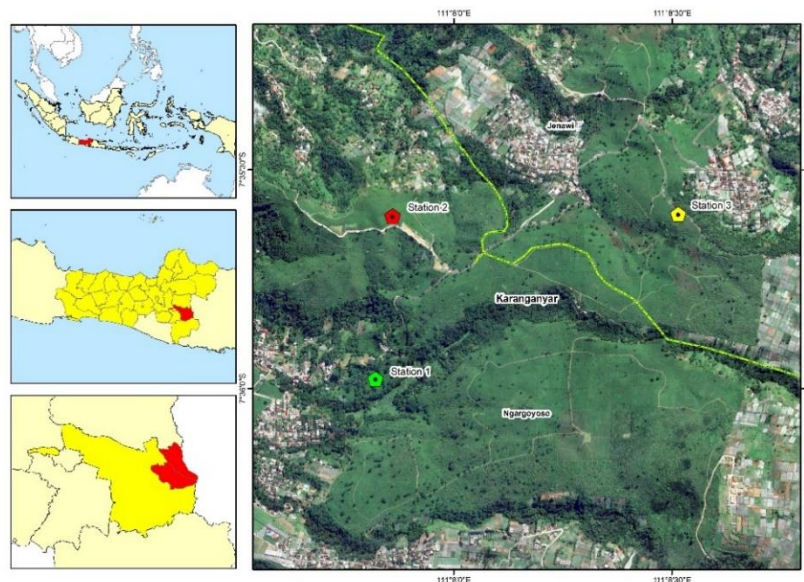 111°8'0"E
111°8'30"E
Jenawi
7°35'30"S
Station 2
Station 3
Karanganyar
Station 1
7°36'0"S
Ngargoyoso
111°8'0"E
111°8'30"E